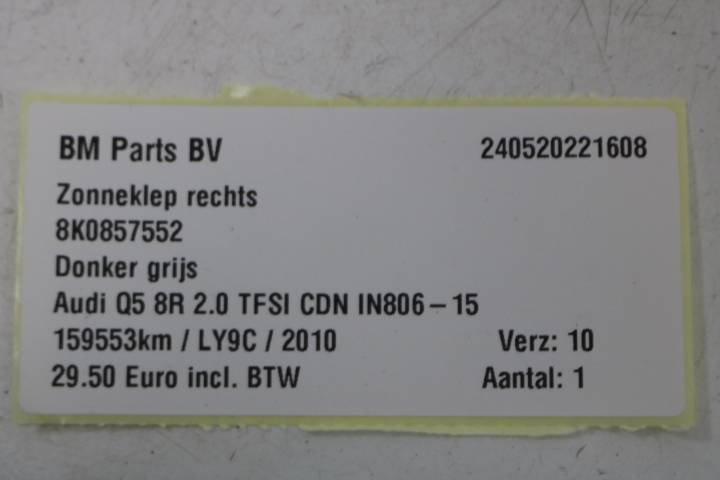 BM Parts BV 240520221608
Zonneklep rechts
8K0857552
Donker grijs
Audi Q5 8R 2.0 TFSI CDN IN806-15
159553km / LY9C / 2010 Verz: 10
29.50 Euro incl. BTW Aantal: 1